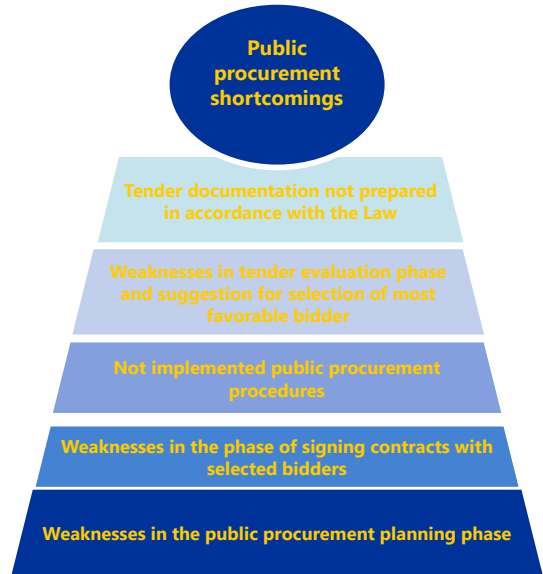 Public
procurement
shortcomings
Tender documentation not prepared
in accordance with the Law
Weaknesses in tender evaluation phase
and suggestion for selection of most
favorable bidder
Not implemented public procurement
procedures
Weaknesses in the phase of signing contracts with
selected bidders
Weaknesses in the public procurement planning phase